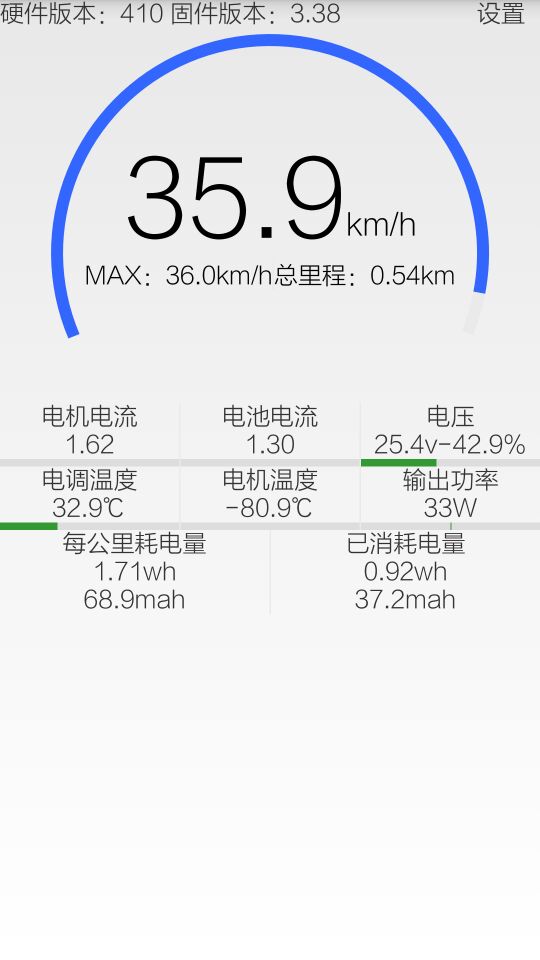 硬件版本：410 固件版本：3.38 设置
35.9km/h
MAX：36.0km/h总里程：0.54km
电机电流 电池电流 电压
1.62 1.30 25.4v-42.9%
电调温度 电机温度 输出功率
32.9℃ -80.9℃ 33W
每公里耗电量 已消耗电量
1.71wh 0.92wh
68.9mah 37.2mah